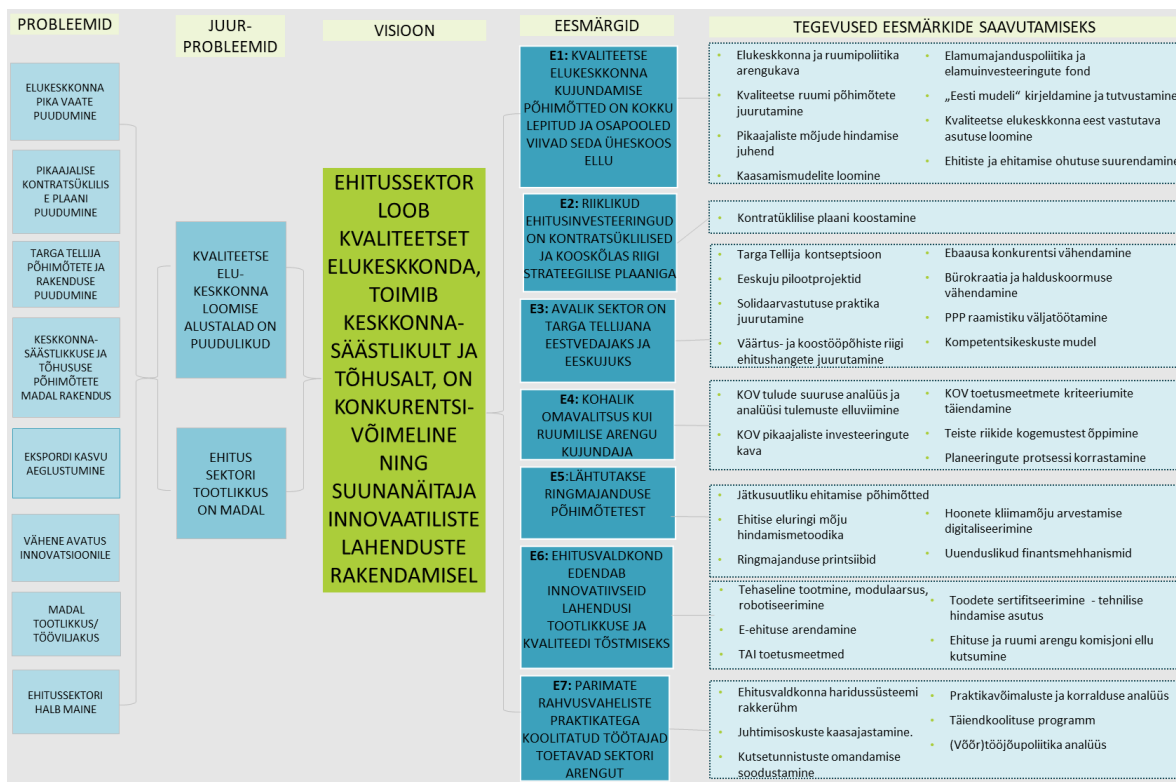 PROBLEEMID
JUUR-
PROBLEEMID
VISIOON
EESMÄRGID
TEGEVUSED EESMÄRKIDE SAAVUTAMISEKS
ELUKESKKONNA
PIKA VAATE
PUUDUMINE
PIKAAJALISE
KONTRATSÜKLILIS
E PLAANI
PUUDUMINE
TARGA TELLIJA
PÕHIMÕTETE JA
RAKENDUSE
PUUDUMINE
KESKKONNA-
SÄÄSTLIKKUSE JA
TÕHUSUSE
PÕHIMÕTETE
MADAL RAKENDUS
EKSPORDI KASVU
AEGLUSTUMINE
VÄHENE AVATUS
INNOVATSIOONILE
MADAL
TOOTLIKKUS/
TÖÖVILJAKUS
EHITUSSEKTORI
HALB MAINE
KVALITEETSE
ELU-
KESKKONNA
LOOMISE
ALUSTALAD ON
PUUDULIKUD
EHITUS
SEKTORI
TOOTLIKKUS
ON MADAL
EHITUSSEKTOR
LOOB
KVALITEETSET
ELUKESKKONDA,
TOIMIB
KESKKONNA-
SÄÄSTLIKULT JA
TÕHUSALT, ON
KONKURENTSI-
VÕIMELINE
NING
SUUNANÄITAJA
INNOVAATILISTE
LAHENDUSTE
RAKENDAMISEL
E1: KVALITEETSE
ELUKESKKONNA
KUJUNDAMISE
PÕHIMÕTTED ON KOKKU
LEPITUD JA OSAPOOLED
VIIVAD SEDA ÜHESKOOS
ELLU
E2: RIIKLIKUD
EHITUSINVESTEERINGUD
ON KONTRATSÜKLILISED
JA KOOSKÕLAS RIIGI
STRATEEGILISE PLAANIGA
E3: AVALIK SEKTOR ON
TARGA TELLIJANA
EESTVEDAJAKS JA
EESKUJUKS
E4: KOHALIK
OMAVALITSUS KUI
RUUMILISE ARENGU
KUJUNDAJA
E5:LÄHTUTAKSE
RINGMAJANDUSE
PÕHIMÕTETEST
E6: EHITUSVALDKOND
EDENDAB
INNOVATIIVSEID
LAHENDUSI
TOOTLIKKUSE JA
KVALITEEDI TÕSTMISEKS
E7: PARIMATE
RAHVUSVAHELISTE
PRAKTIKATEGA
KOOLITATUD TÖÖTAJAD
TOETAVAD SEKTORI
ARENGUT
• Elukeskkonna ja ruumipoliitika
arengukava
• Kvaliteetse ruumi põhimõtete
juurutamine
• Pikaajaliste mõjude hindamise
juhend
• Kaasamismudelite loomine
• Elamumajanduspoliitika ja
elamuinvesteeringute fond
• „Eesti mudeli“ kirjeldamine ja tutvustamine
• Kvaliteetse elukeskkonna eest vastutava
asutuse loomine
• Ehitiste ja ehitamise ohutuse suurendamine
• Kontratüklilise plaani koostamine
• Targa Tellija kontseptsioon
• Eeskuju pilootprojektid
• Solidaarvastutuse praktika
juurutamine
• Väärtus- ja koostööpõhiste riigi
ehitushangete juurutamine
• Ebaausa konkurentsi vähendamine
• Bürokraatia ja halduskoormuse
vähendamine
• PPP raamistiku väljatöötamine
• Kompetentsikeskuste mudel
• KOV tulude suuruse analüüs ja
analüüsi tulemuste elluviimine
• KOV pikaajaliste investeeringute
kava
• KOV toetusmeetmete kriteeriumite
täiendamine
• Teiste riikide kogemustest õppimine
• Planeeringute protsessi korrastamine
• Jätkusuutliku ehitamise põhimõtted
• Ehitise eluringi mõju
hindamismetoodika
• Ringmajanduse printsiibid
• Hoonete kliimamõju arvestamise
digitaliseerimine
• Uuenduslikud finantsmehhanismid
• Tehaseline tootmine, modulaarsus,
robotiseerimine
• E-ehituse arendamine
• TAI toetusmeetmed
• Toodete sertifitseerimine - tehnilise
hindamise asutus
• Ehituse ja ruumi arengu komisjoni ellu
kutsumine
• Ehitusvaldkonna haridussüsteemi
rakkerühm
• Juhtimisoskuste kaasajastamine.
• Kutsetunnistuste omandamise
soodustamine
• Praktikavõimaluste ja korralduse analüüs
• Täiendkoolituse programm
• (Võõr)tööjõupoliitika analüüs